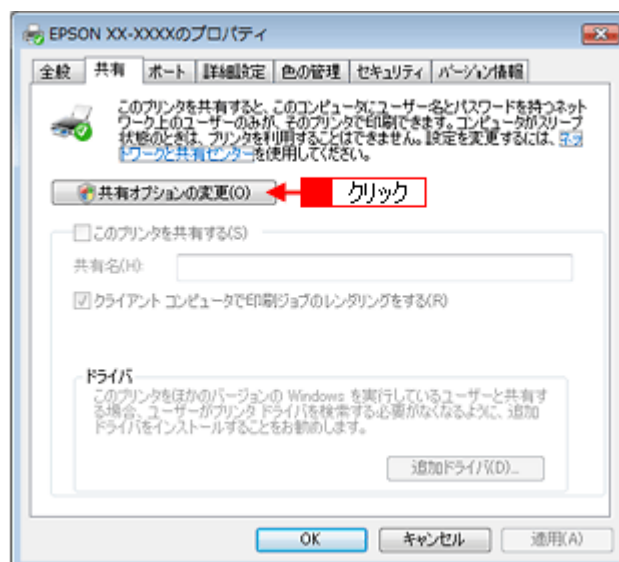 EPSON XX-XXXXのプロパティ
全般 共有 ポート 詳細設定 色の管理 セキュリティ バージョン情報
このプリンタを共有すると、このコンピュータにユーザー名とパスワードを持つネット
ワーク上のユーザーのみが、そのプリンタで印刷できます。コンピュータがスリープ
状態のときは、プリンタを利用することはできません。設定を変更するには、ネッ
トワークと共有センターを使用してください。
共有オプションの変更(O) クリック
このプリンタを共有する(S)
共有名(H):
クライアント コンピュータで印刷ジョブのレンダリングをする(R)
ドライバ
このプリンタをほかのバージョンの Windows を実行しているユーザーと共有す
る場合、ユーザーがプリンタ ドライバを検索する必要がなくなるように、追加
ドライバをインストールすることをお勧めします。
追加ドライバ(D)...
OK キャンセル 適用(A)